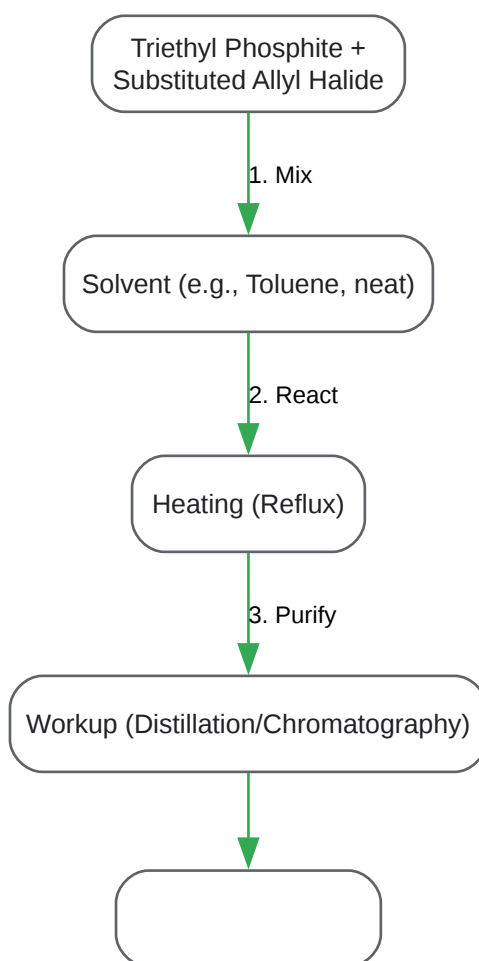 Triethyl Phosphite +
Substituted Allyl Halide
1. Mix
Solvent (e.g., Toluene, neat)
2. React
Heating (Reflux)
3. Purify
Workup (Distillation/Chromatography)